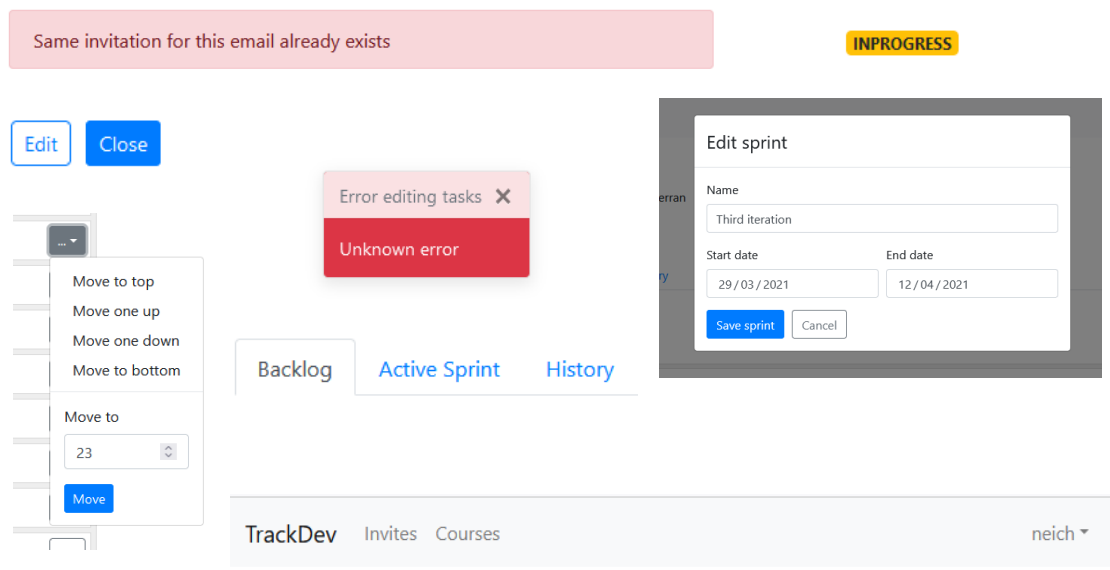 Same invitation for this email already exists
INPROGRESS
Edit Close
Error editing tasks
Unknown error
Edit sprint
Name
Third iteration
Start date End date
29/03/2021 12/04/2021
Save sprint Cancel
erran
ry
...
Move to top
Move one up
Move one down
Move to bottom
Move to
23
Move
Backlog Active Sprint History
TrackDev Invites Courses neich